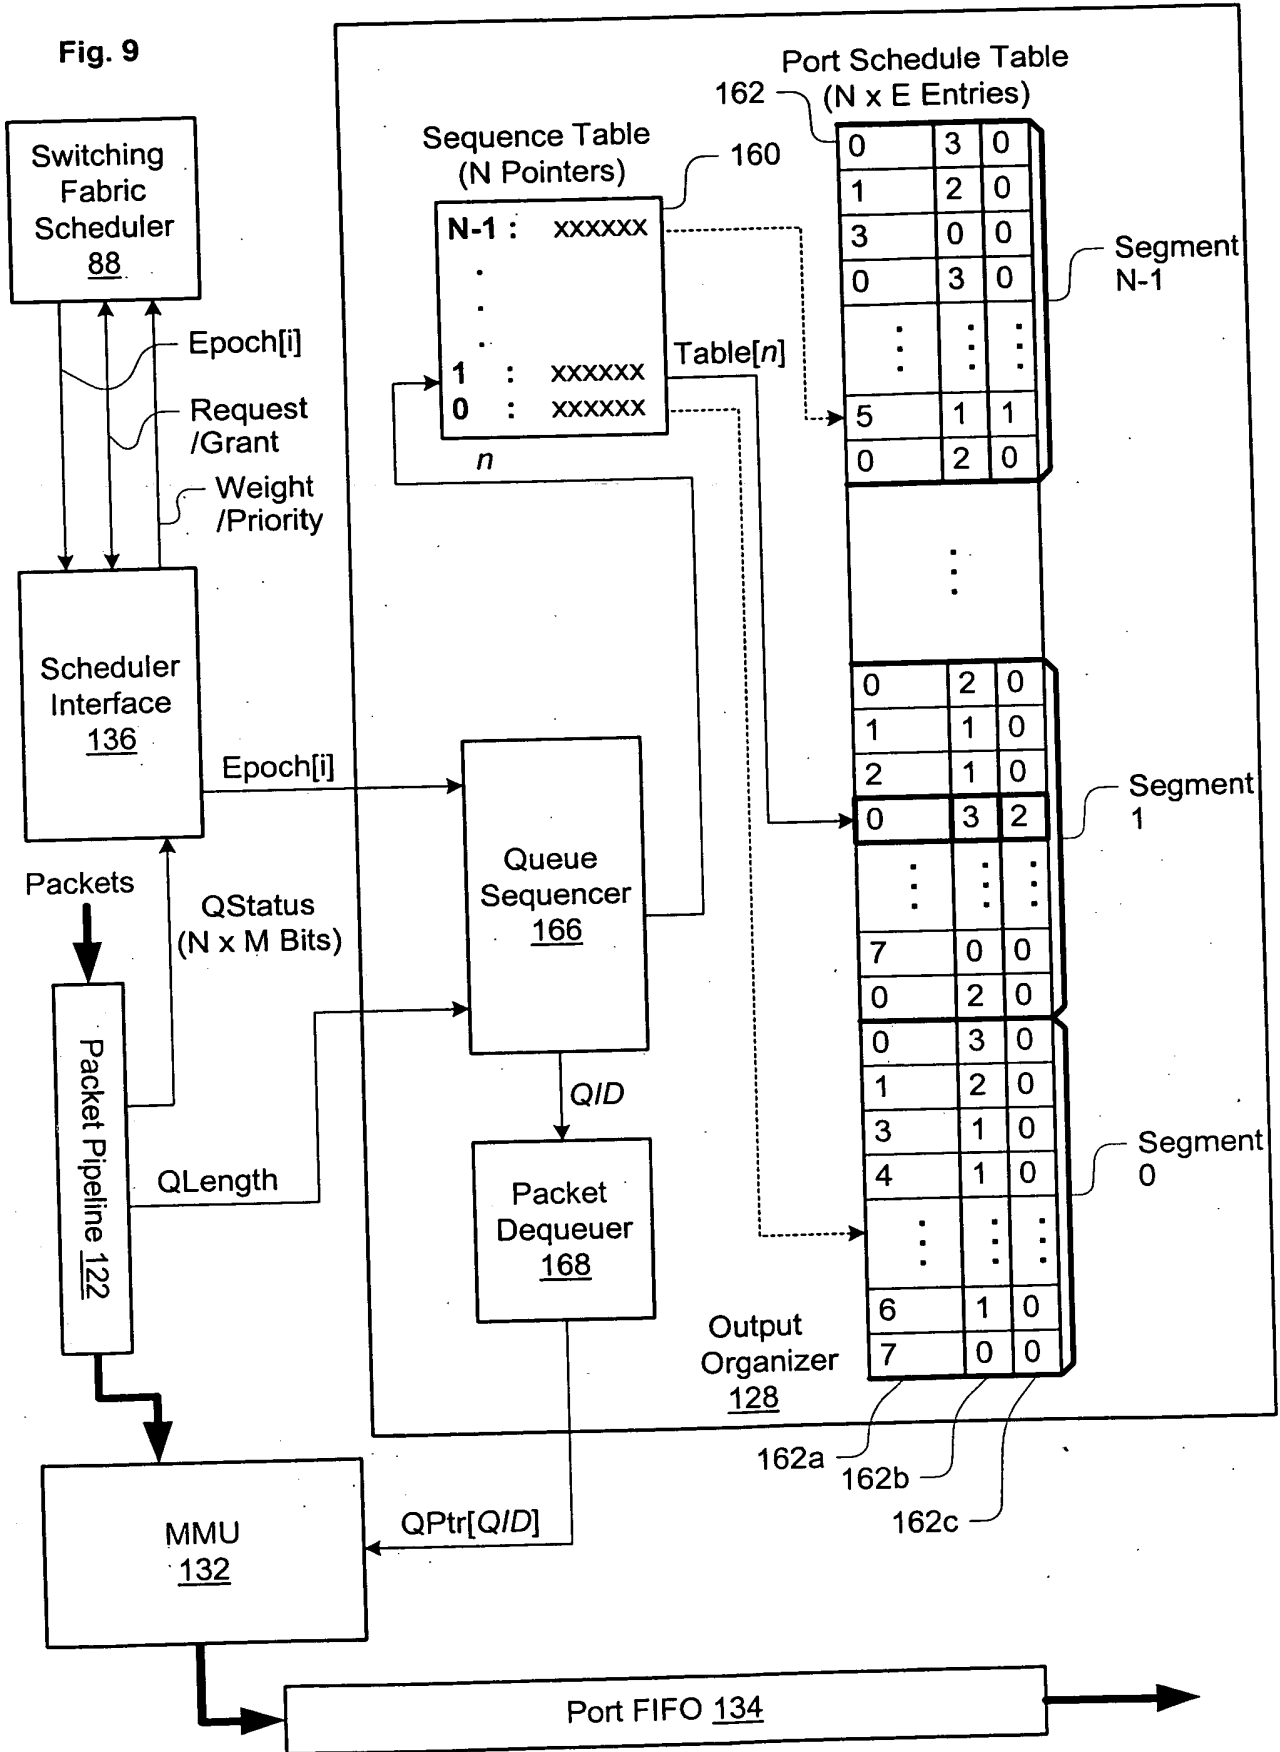 Fig. 9
Port Schedule Table
(N x E Entries)
162
Sequence Table
(N Pointers)
160
Switching
Fabric
Scheduler
88
N-1 : xxxxxx
.
.
.
1 : xxxxxx
0 : xxxxxx
n
Table[n]
Epoch[i]
Request
/Grant
Weight
/Priority
0 3 0
1 2 0
3 0 0
0 3 0
5 1 1
0 2 0
Segment
N-1
Scheduler
Interface
136
Epoch[i]
0 2 0
1 1 0
2 1 0
0 3 2
7 0 0
0 2 0
Segment
1
Packets
QStatus
(N x M Bits)
Queue
Sequencer
166
0 3 0
1 2 0
3 1 0
4 1 0
6 1 0
7 0 0
Segment
0
Packet Pipeline 122
QLength
Q/D
Packet
Dequeuer
168
Output
Organizer
128
162a
162b
162c
MMU
132
QPtr[Q/D]
Port FIFO 134